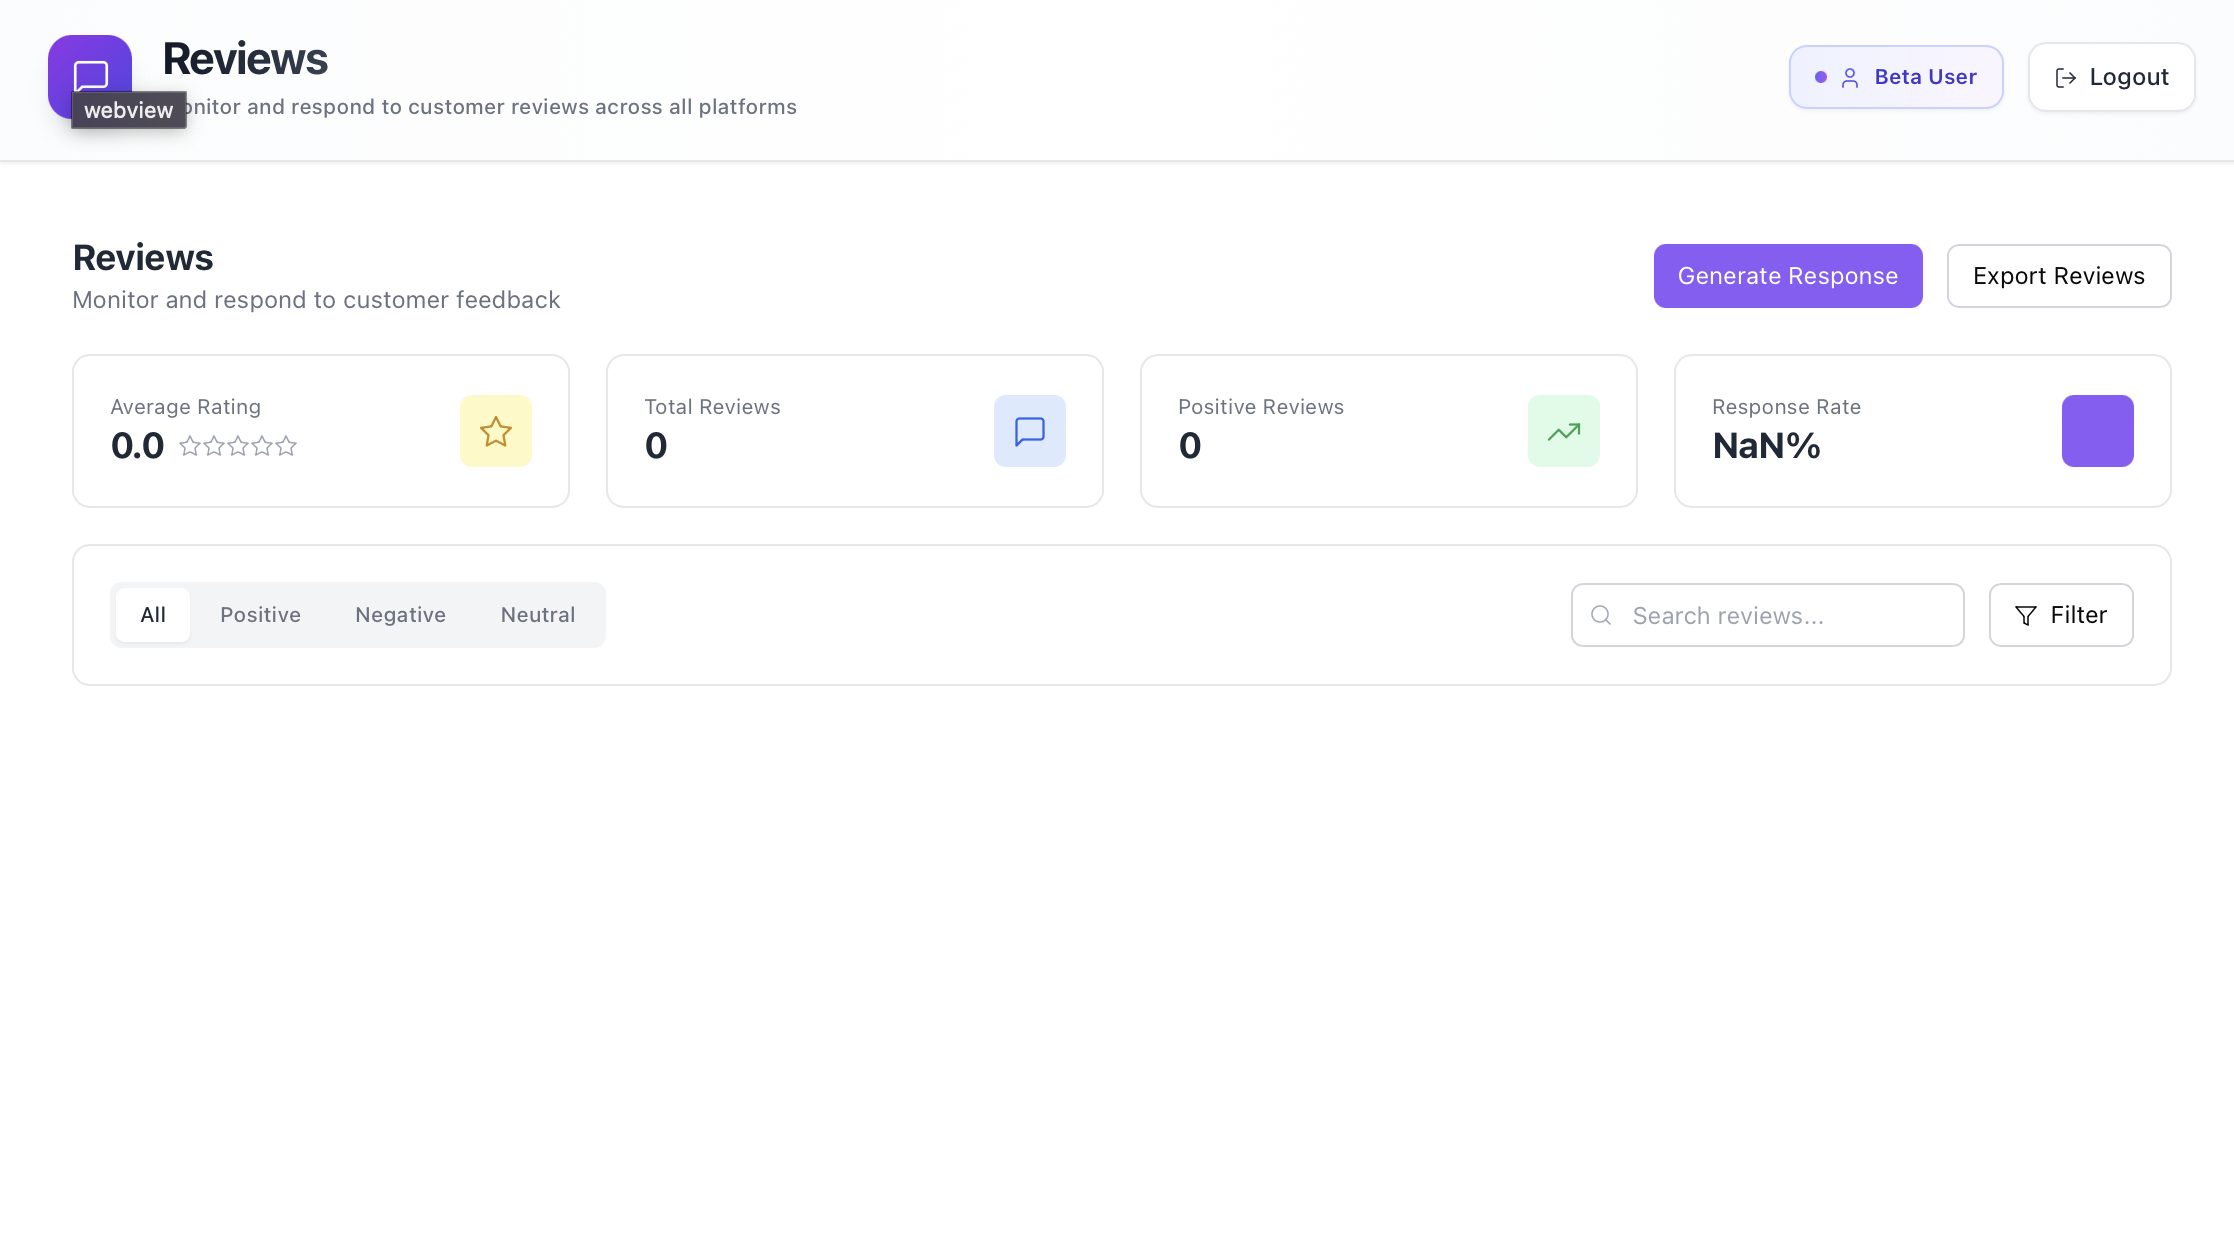 Reviews
webview
onitor and respond to customer reviews across all platforms
Beta User
Logout
Reviews
Monitor and respond to customer feedback
Generate Response
Export Reviews
Average Rating
0.0
Total Reviews
0
Positive Reviews
0
Response Rate
NaN%
All
Positive
Negative
Neutral
Search reviews...
Filter